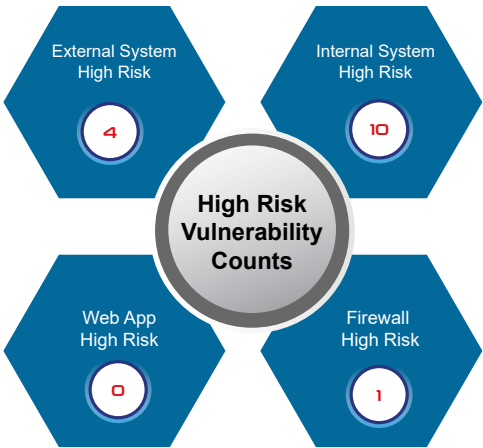 External System
High Risk
4
Internal System
High Risk
10
High Risk
Vulnerability
Counts
Web App
High Risk
0
Firewall
High Risk
1